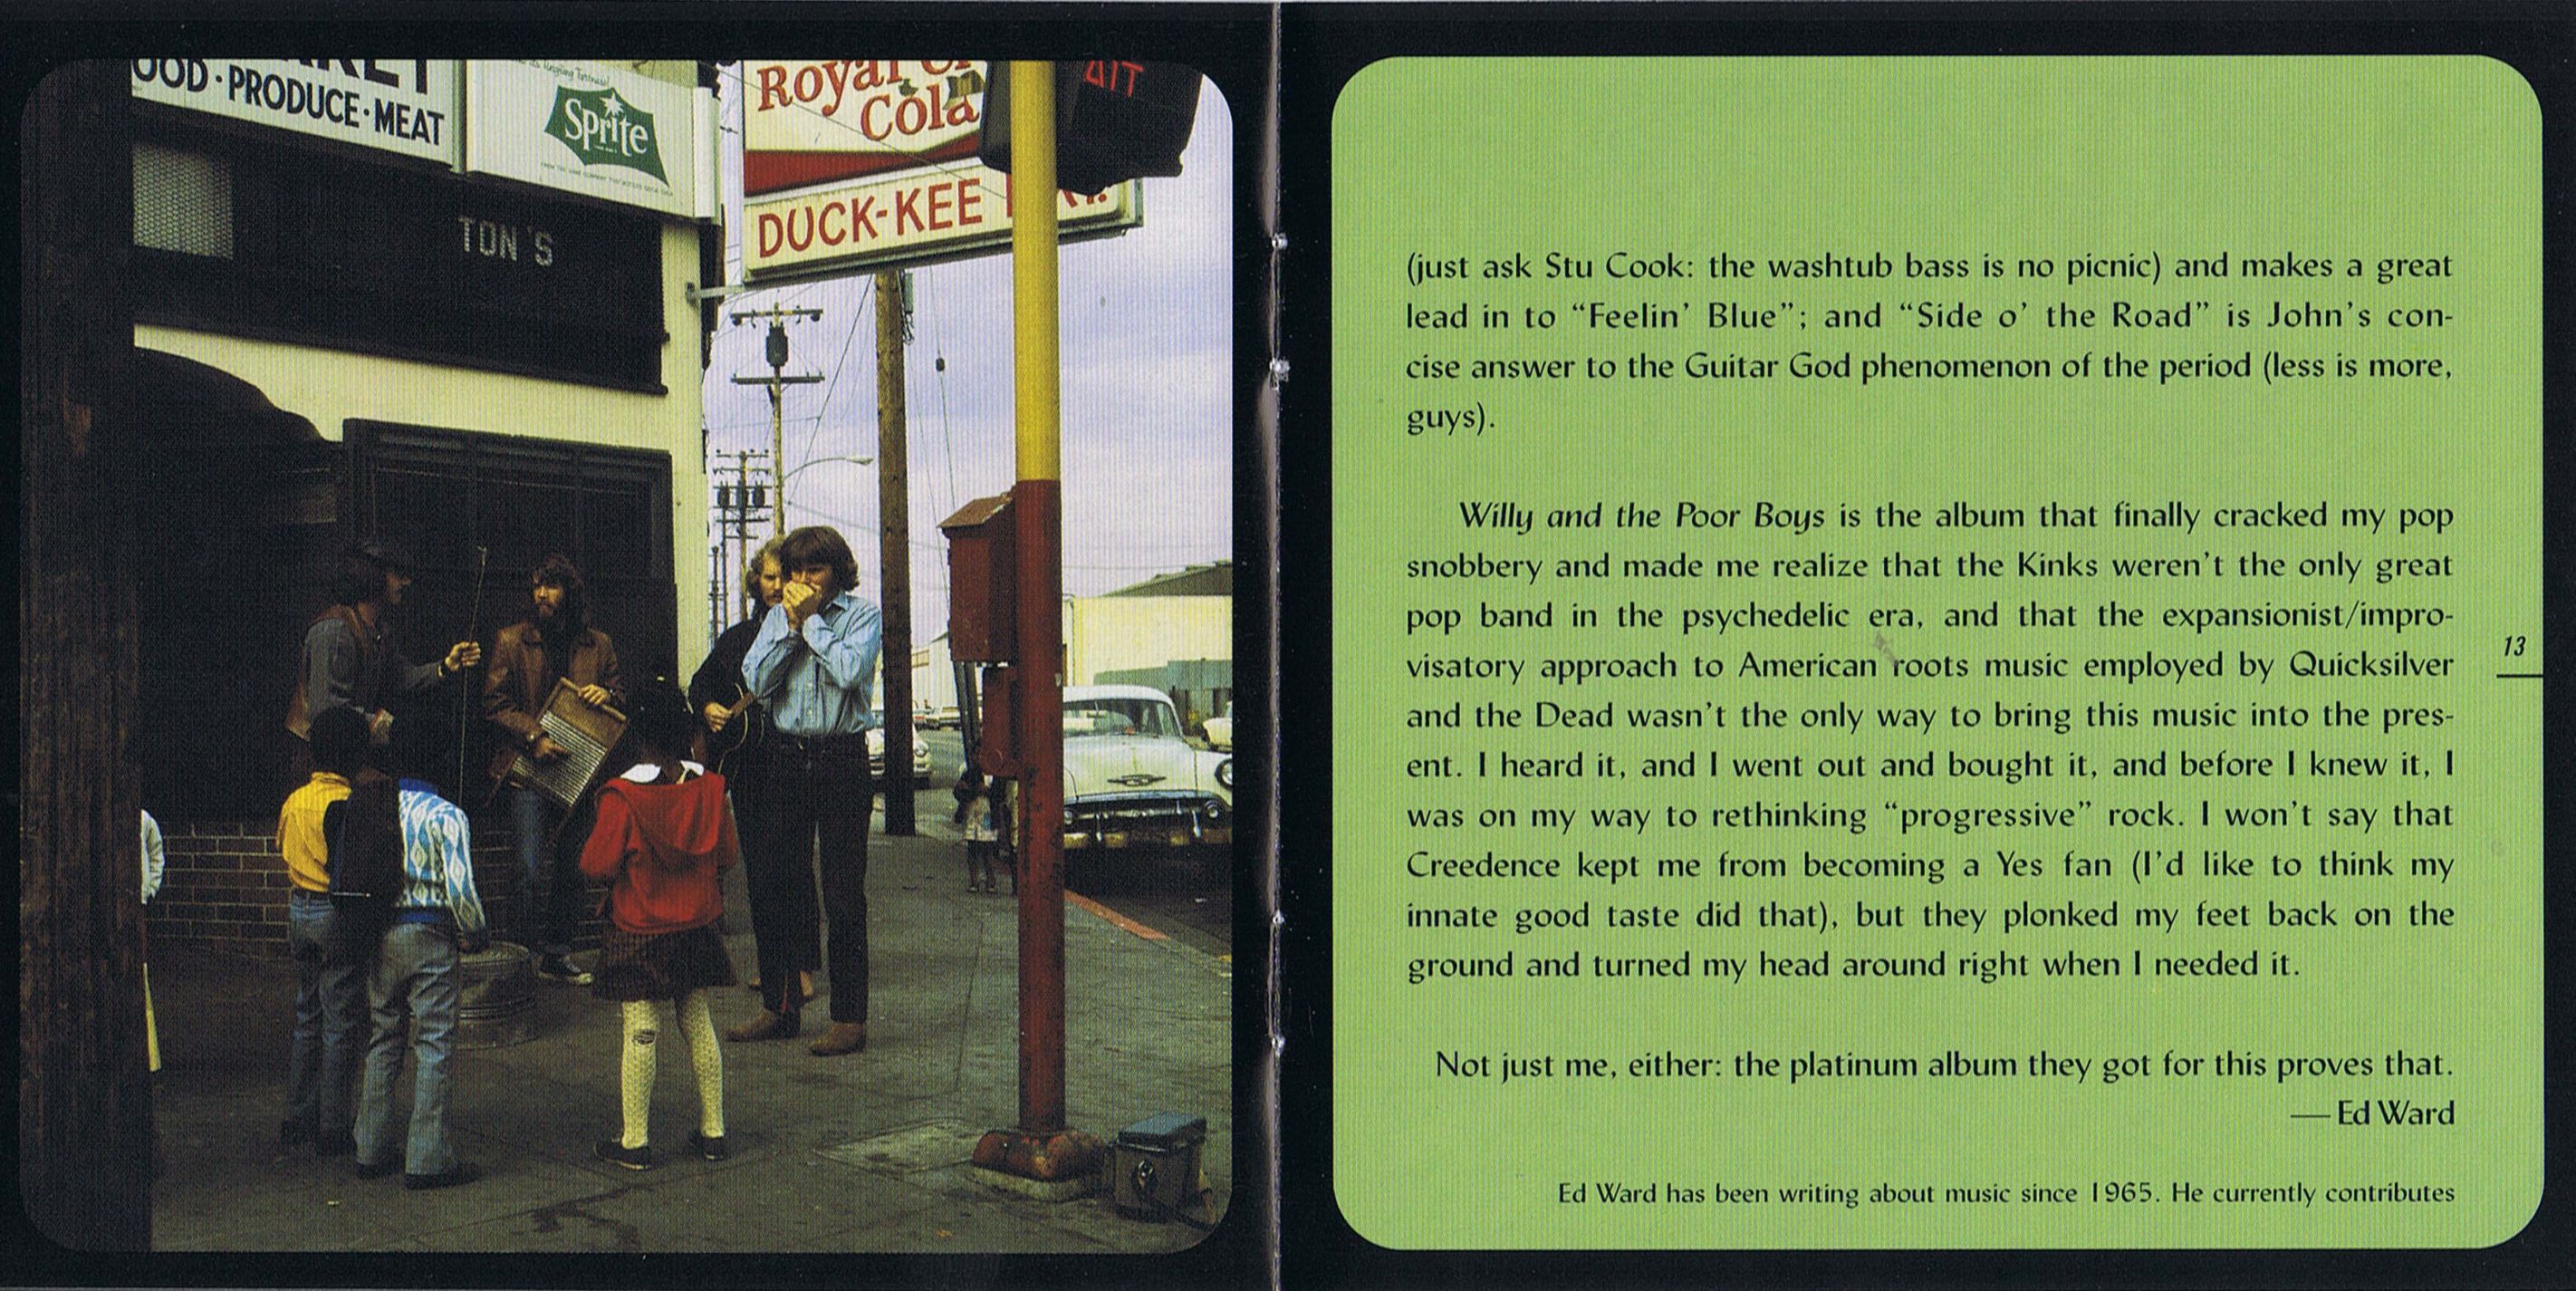 OOD·PRODUCE·MEAT
Sprite
TON'S
Royal
Cola
DUCK-KEE
(just ask Stu Cook: the washtub bass is no picnic) and makes a great
lead in to “Feelin’ Blue”; and “Side o’ the Road” is John’s con-
cise answer to the Guitar God phenomenon of the period (less is more,
guys).
Willy and the Poor Boys is the album that finally cracked my pop
snobbery and made me realize that the Kinks weren’t the only great
pop band in the psychedelic era, and that the expansionist/impro-
visatory approach to American roots music employed by Quicksilver
and the Dead wasn’t the only way to bring this music into the pres-
ent. I heard it, and I went out and bought it, and before I knew it, I
was on my way to rethinking “progressive” rock. I won’t say that
Creedence kept me from becoming a Yes fan (I’d like to think my
innate good taste did that), but they plonked my feet back on the
ground and turned my head around right when I needed it.
Not just me, either: the platinum album they got for this proves that.
— Ed Ward
Ed Ward has been writing about music since 1965. He currently contributes
13